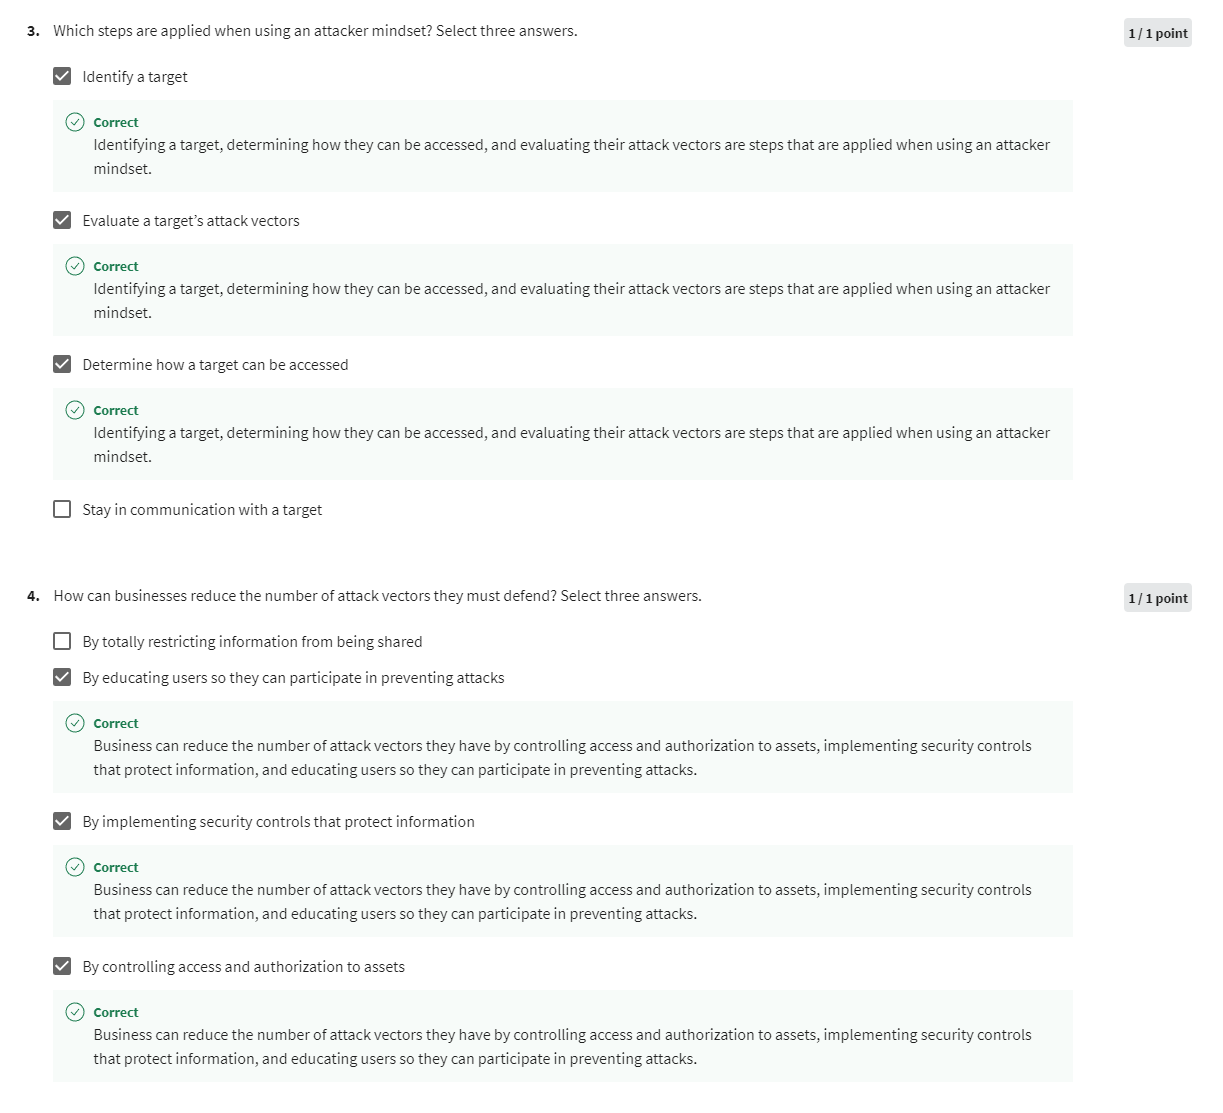 3. Which steps are applied when using an attacker mindset? Select three answers.
1 / 1 point
Identify a target
Correct
Identifying a target, determining how they can be accessed, and evaluating their attack vectors are steps that are applied when using an attacker
mindset.
Evaluate a target’s attack vectors
Correct
Identifying a target, determining how they can be accessed, and evaluating their attack vectors are steps that are applied when using an attacker
mindset.
Determine how a target can be accessed
Correct
Identifying a target, determining how they can be accessed, and evaluating their attack vectors are steps that are applied when using an attacker
mindset.
Stay in communication with a target
4. How can businesses reduce the number of attack vectors they must defend? Select three answers.
1 / 1 point
By totally restricting information from being shared
By educating users so they can participate in preventing attacks
Correct
Business can reduce the number of attack vectors they have by controlling access and authorization to assets, implementing security controls
that protect information, and educating users so they can participate in preventing attacks.
By implementing security controls that protect information
Correct
Business can reduce the number of attack vectors they have by controlling access and authorization to assets, implementing security controls
that protect information, and educating users so they can participate in preventing attacks.
By controlling access and authorization to assets
Correct
Business can reduce the number of attack vectors they have by controlling access and authorization to assets, implementing security controls
that protect information, and educating users so they can participate in preventing attacks.